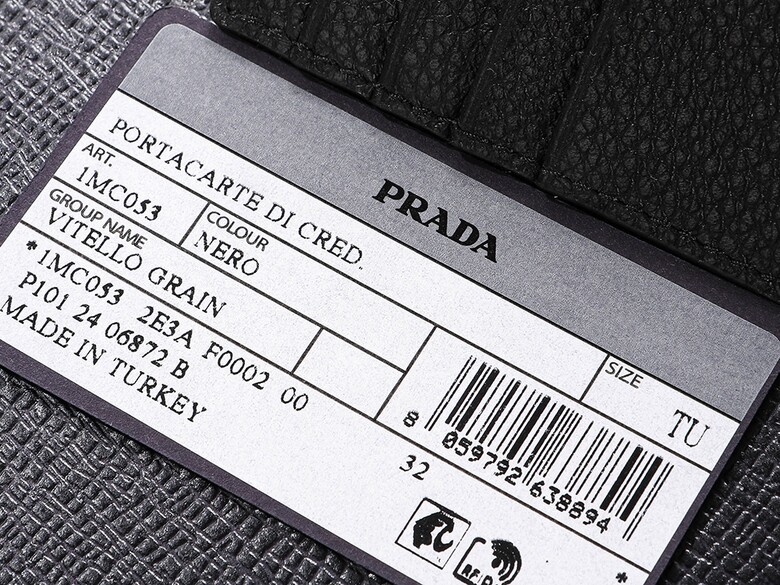 PRADA
PORTACARTE DI CRED.
ART.
1MC053
COLOUR
NERO
SIZE
TU
GROUP NAME
VITELLO GRAIN
* 1MC053 2E3A F0002 00
P101 24 06872 B
MADE IN TURKEY
8 059792 638894
32
RFID
*